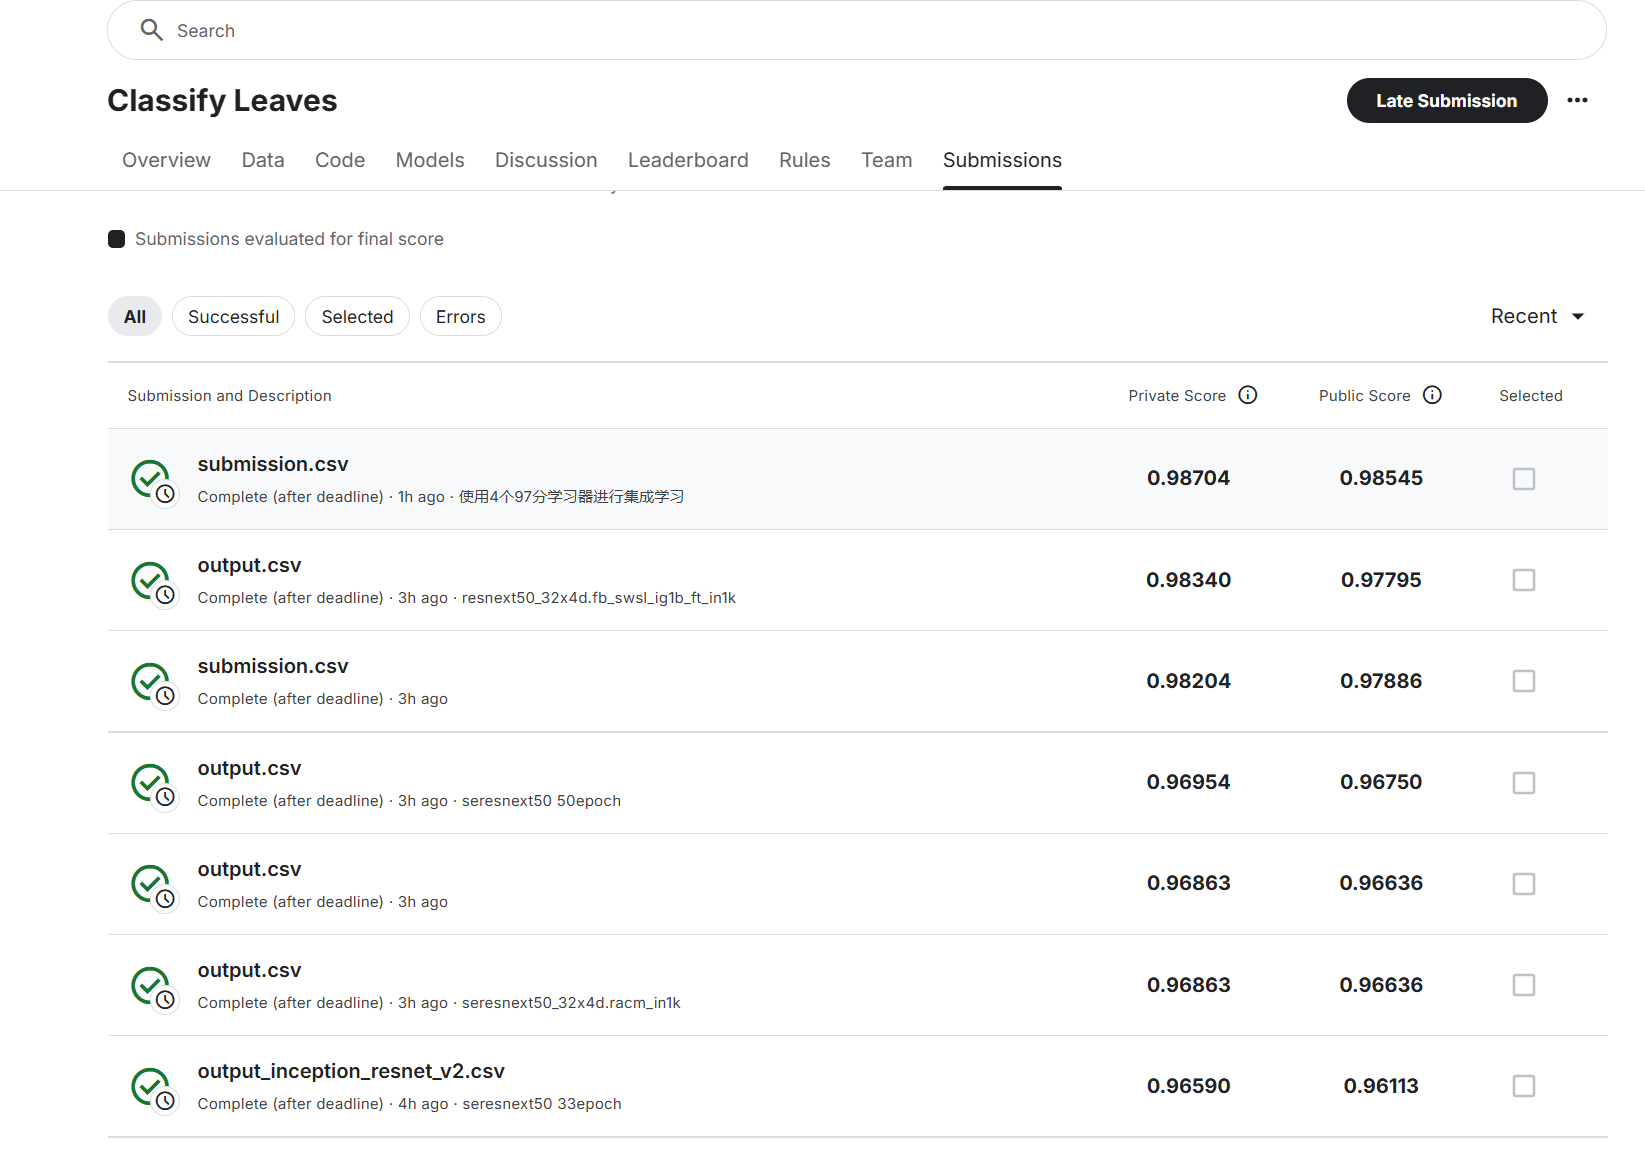 Search
Classify Leaves
Late Submission
Overview Data Code Models Discussion Leaderboard Rules Team Submissions
Submissions evaluated for final score
All Successful Selected Errors Recent
Submission and Description Private Score Public Score Selected
submission.csv
Complete (after deadline) · 1h ago · 使用4个97分学习器进行集成学习
0.98704 0.98545
output.csv
Complete (after deadline) · 3h ago · resnext50_32x4d.fb_swsl_ig1b_ft_in1k
0.98340 0.97795
submission.csv
Complete (after deadline) · 3h ago
0.98204 0.97886
output.csv
Complete (after deadline) · 3h ago · seresnext50 50epoch
0.96954 0.96750
output.csv
Complete (after deadline) · 3h ago
0.96863 0.96636
output.csv
Complete (after deadline) · 3h ago · seresnext50_32x4d.racm_in1k
0.96863 0.96636
output_inception_resnet_v2.csv
Complete (after deadline) · 4h ago · seresnext50 33epoch
0.96590 0.96113